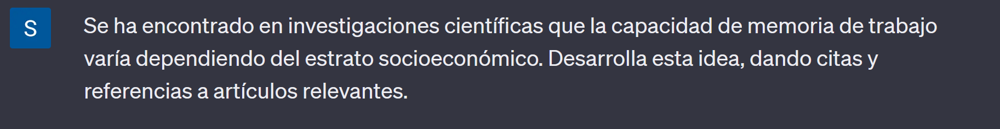 S
Se ha encontrado en investigaciones científicas que la capacidad de memoria de trabajo
varía dependiendo del estrato socioeconómico. Desarrolla esta idea, dando citas y
referencias a artículos relevantes.